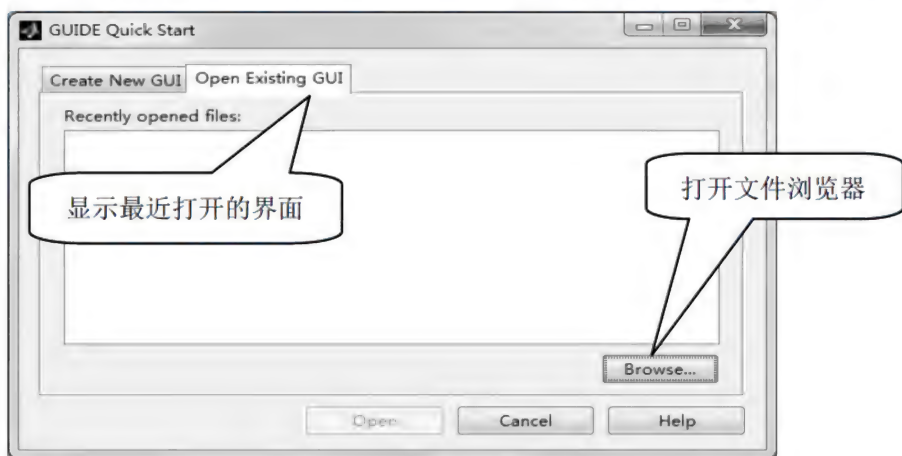 GUIDE Quick Start
Create New GUI
Open Existing GUI
Recently opened files:
显示最近打开的界面
打开文件浏览器
Browse...
Open
Cancel
Help